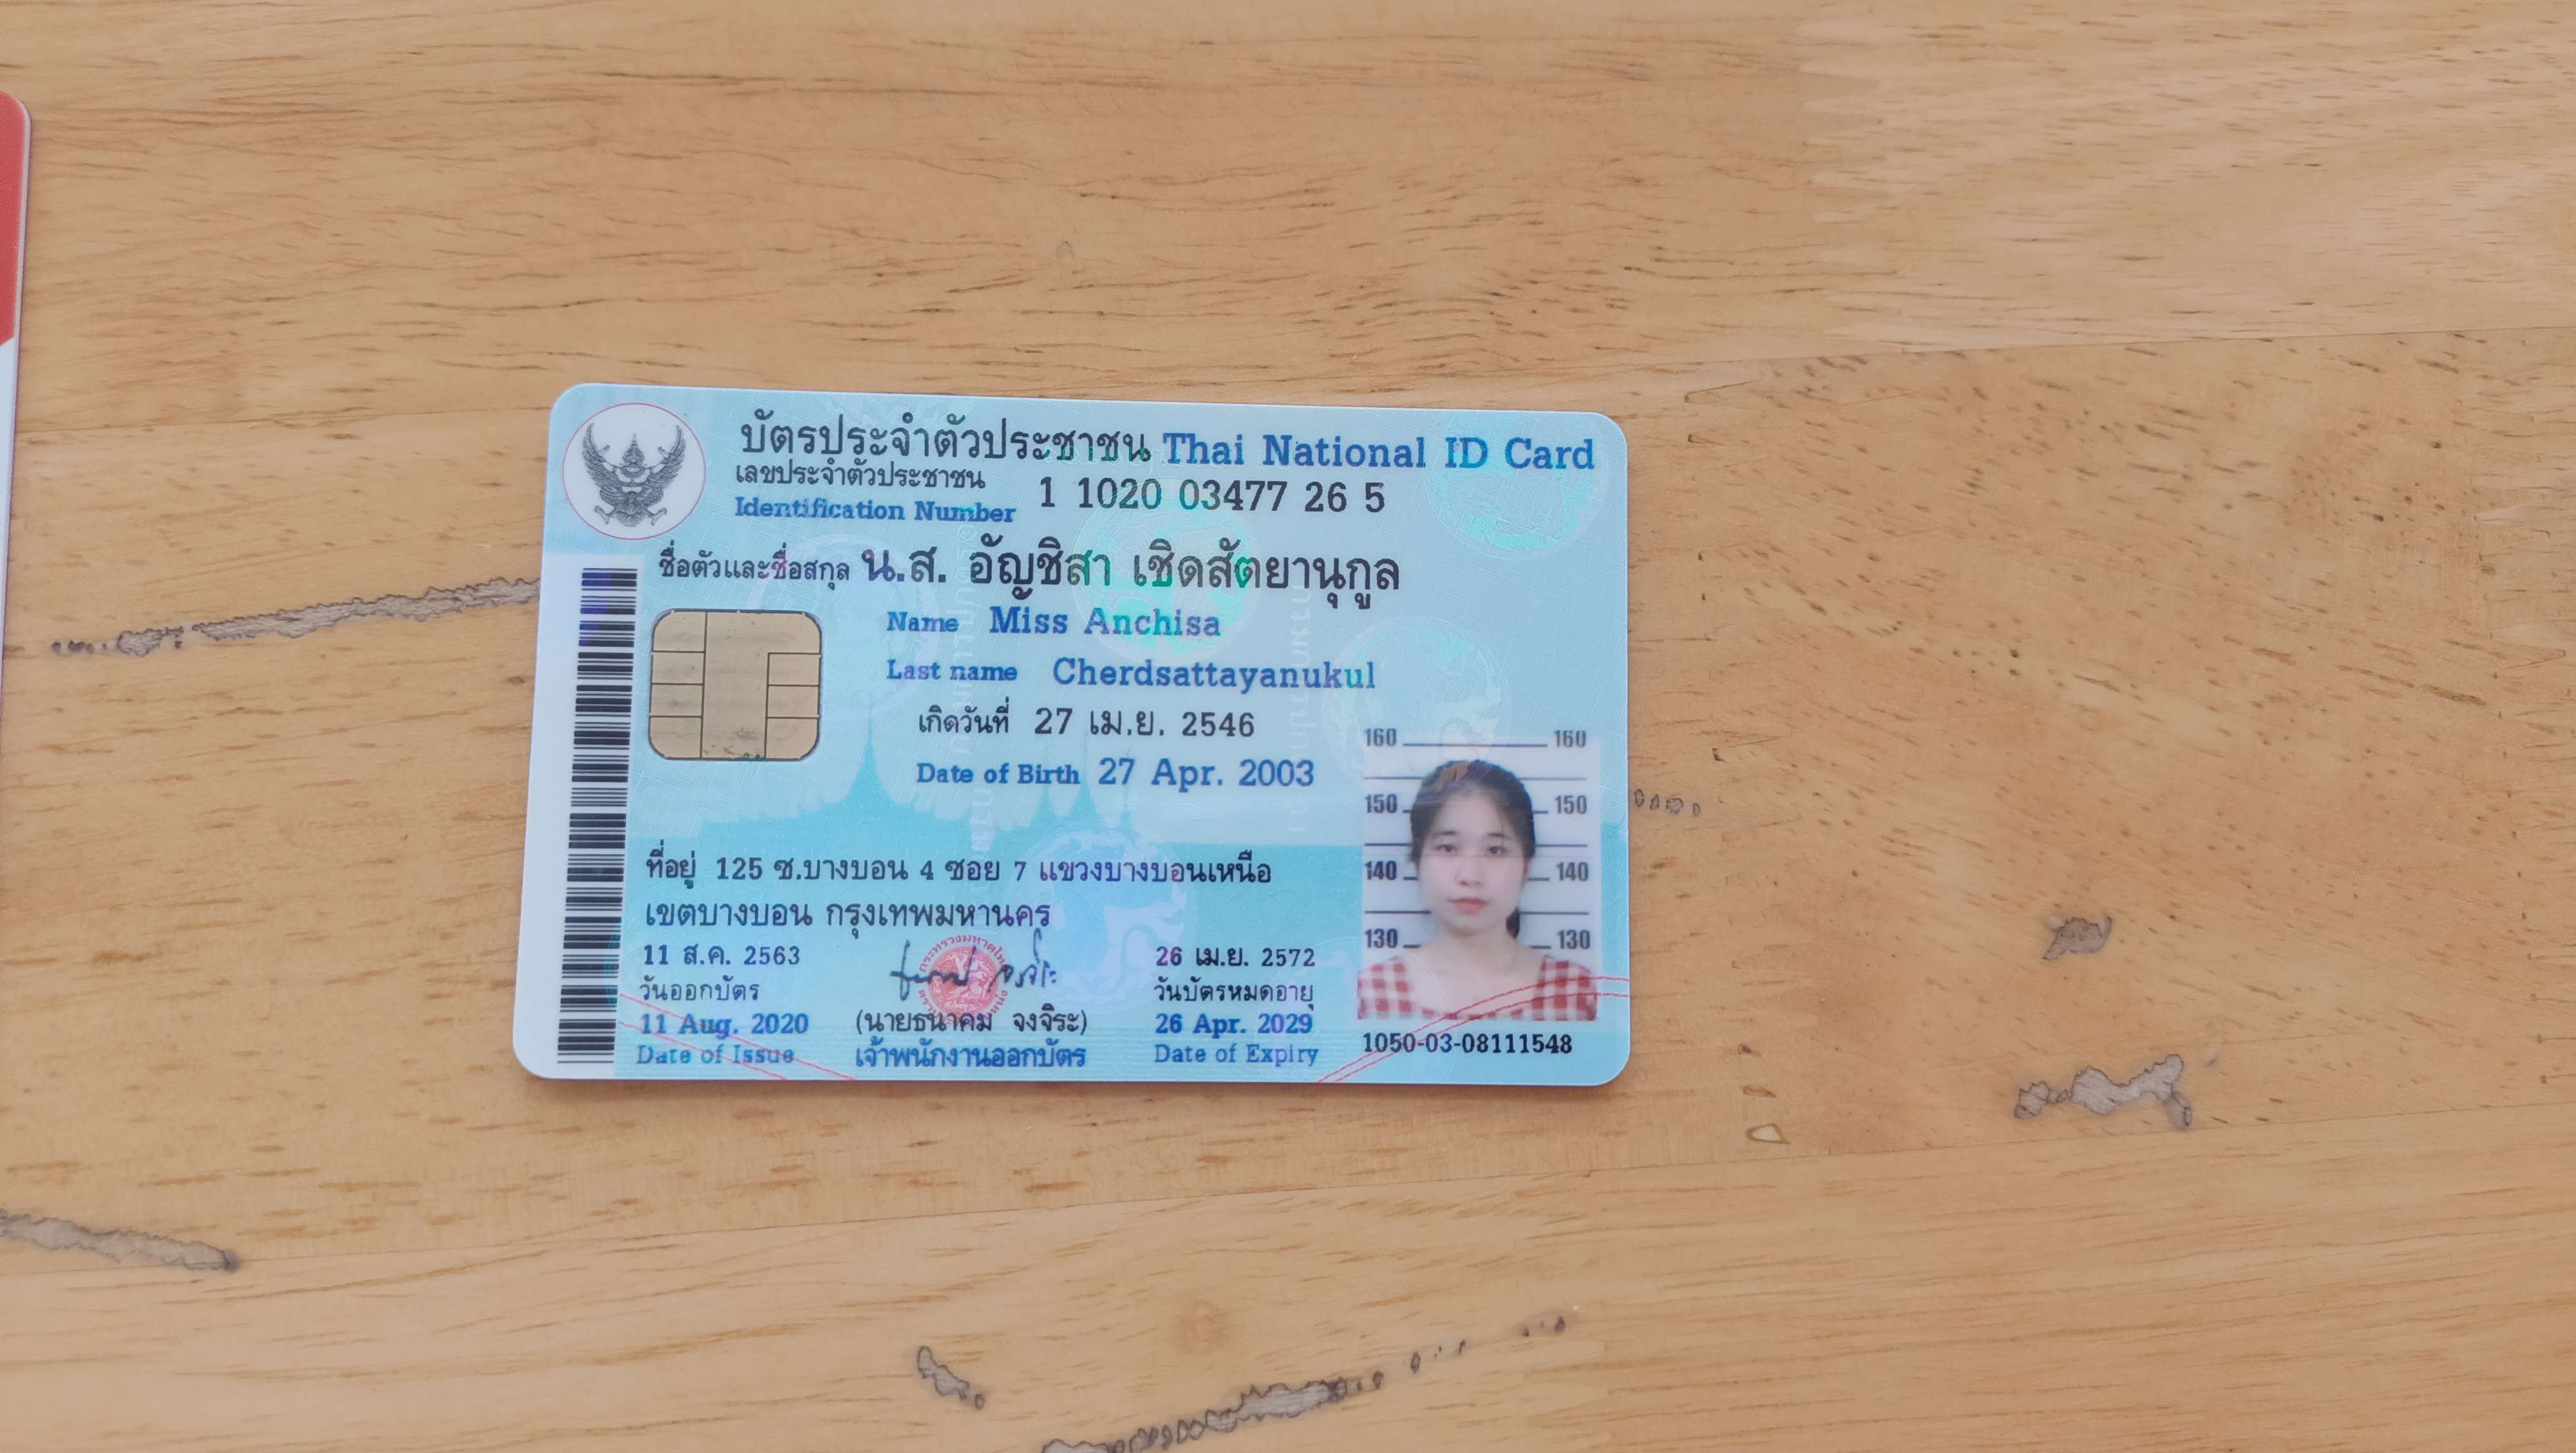 บัตรประจำตัวประชาชน Thai National ID Card
เลขประจำตัวประชาชน
Identification Number 1 1020 03477 26 5
ชื่อตัวและชื่อสกุล น.ส. อัญชิสา เชิดสัตยานุกูล
Name Miss Anchisa
Last name Cherdsattayanukul
เกิดวันที่ 27 เม.ย. 2546
Date of Birth 27 Apr. 2003
160 160
150 150
140 140
130 130
ที่อยู่ 125 ซ.บางบอน 4 ซอย 7 แขวงบางบอนเหนือ
เขตบางบอน กรุงเทพมหานคร
11 ส.ค. 2563
วันออกบัตร
11 Aug. 2020
Date of Issue
(นายธนาคม จงจิระ)
เจ้าพนักงานออกบัตร
26 เม.ย. 2572
วันบัตรหมดอายุ
26 Apr. 2029
Date of Expiry
1050-03-08111548